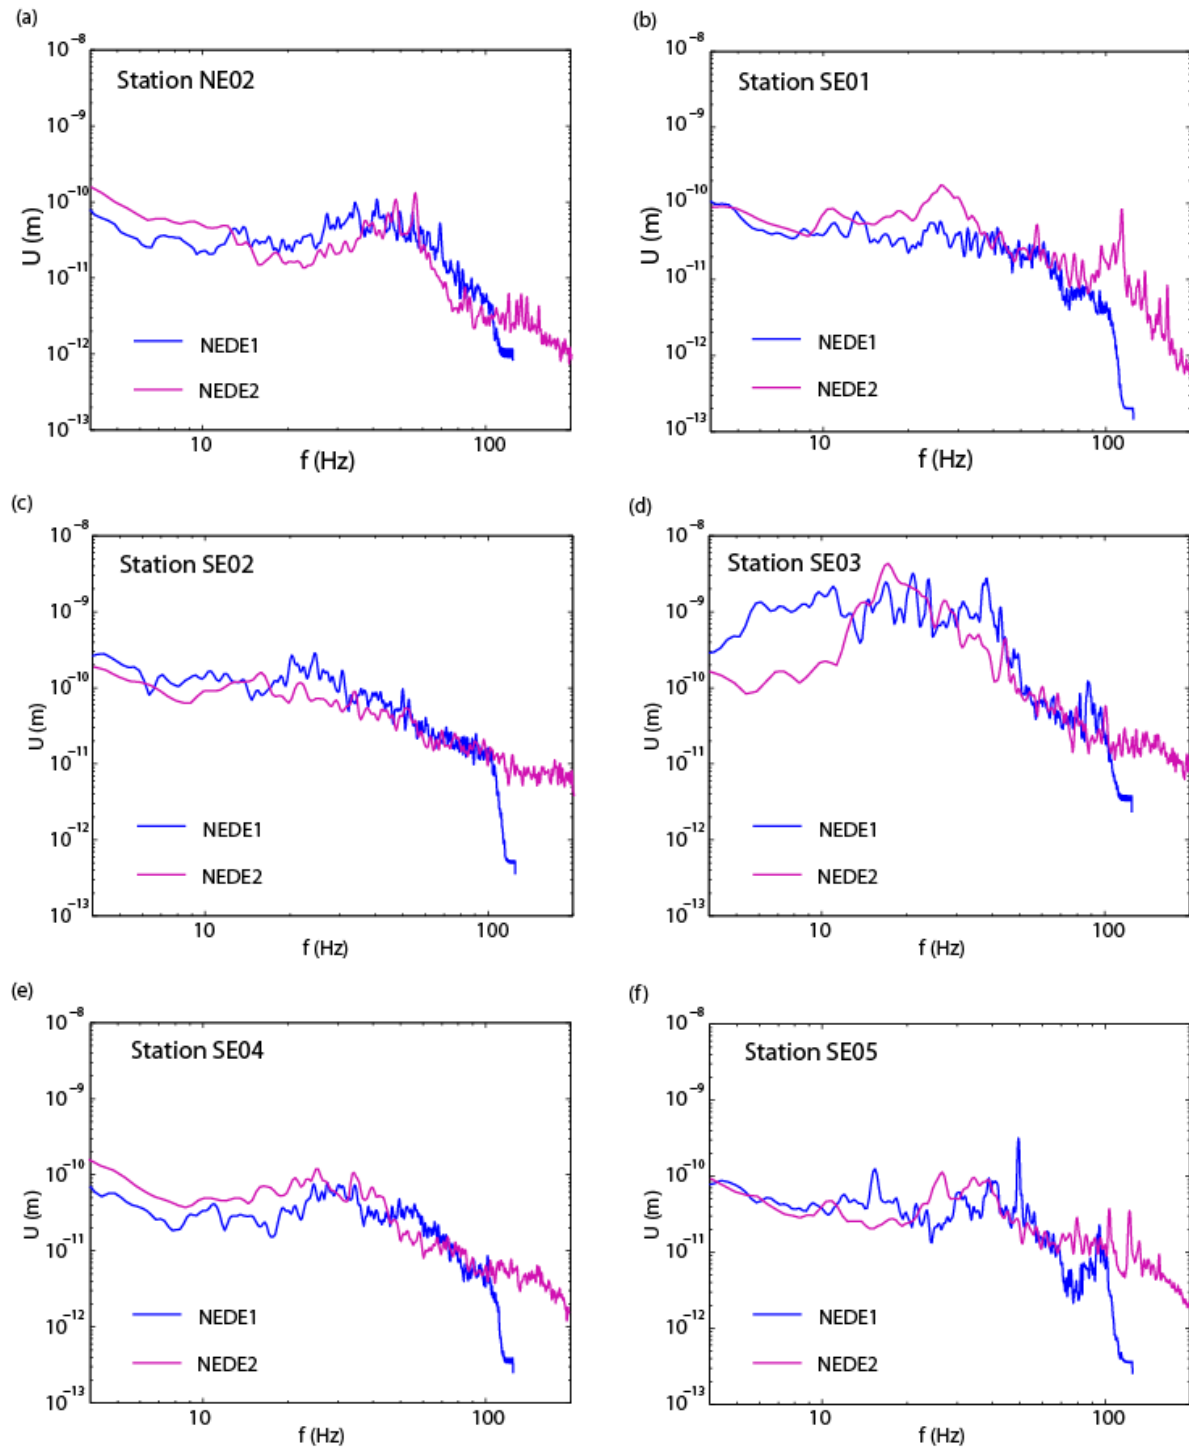 (a)
Station NE02
10−8
10−9
10−10
10−11
10−12
10−13
U (m)
NEDE1
NEDE2
10
100
f (Hz)
(b)
Station SE01
10−8
10−9
10−10
10−11
10−12
10−13
U (m)
NEDE1
NEDE2
10
100
f (Hz)
(c)
Station SE02
10−8
10−9
10−10
10−11
10−12
10−13
U (m)
NEDE1
NEDE2
10
100
f (Hz)
(d)
Station SE03
10−8
10−9
10−10
10−11
10−12
10−13
U (m)
NEDE1
NEDE2
10
100
f (Hz)
(e)
Station SE04
10−8
10−9
10−10
10−11
10−12
10−13
U (m)
NEDE1
NEDE2
10
100
f (Hz)
(f)
Station SE05
10−8
10−9
10−10
10−11
10−12
10−13
U (m)
NEDE1
NEDE2
10
100
f (Hz)